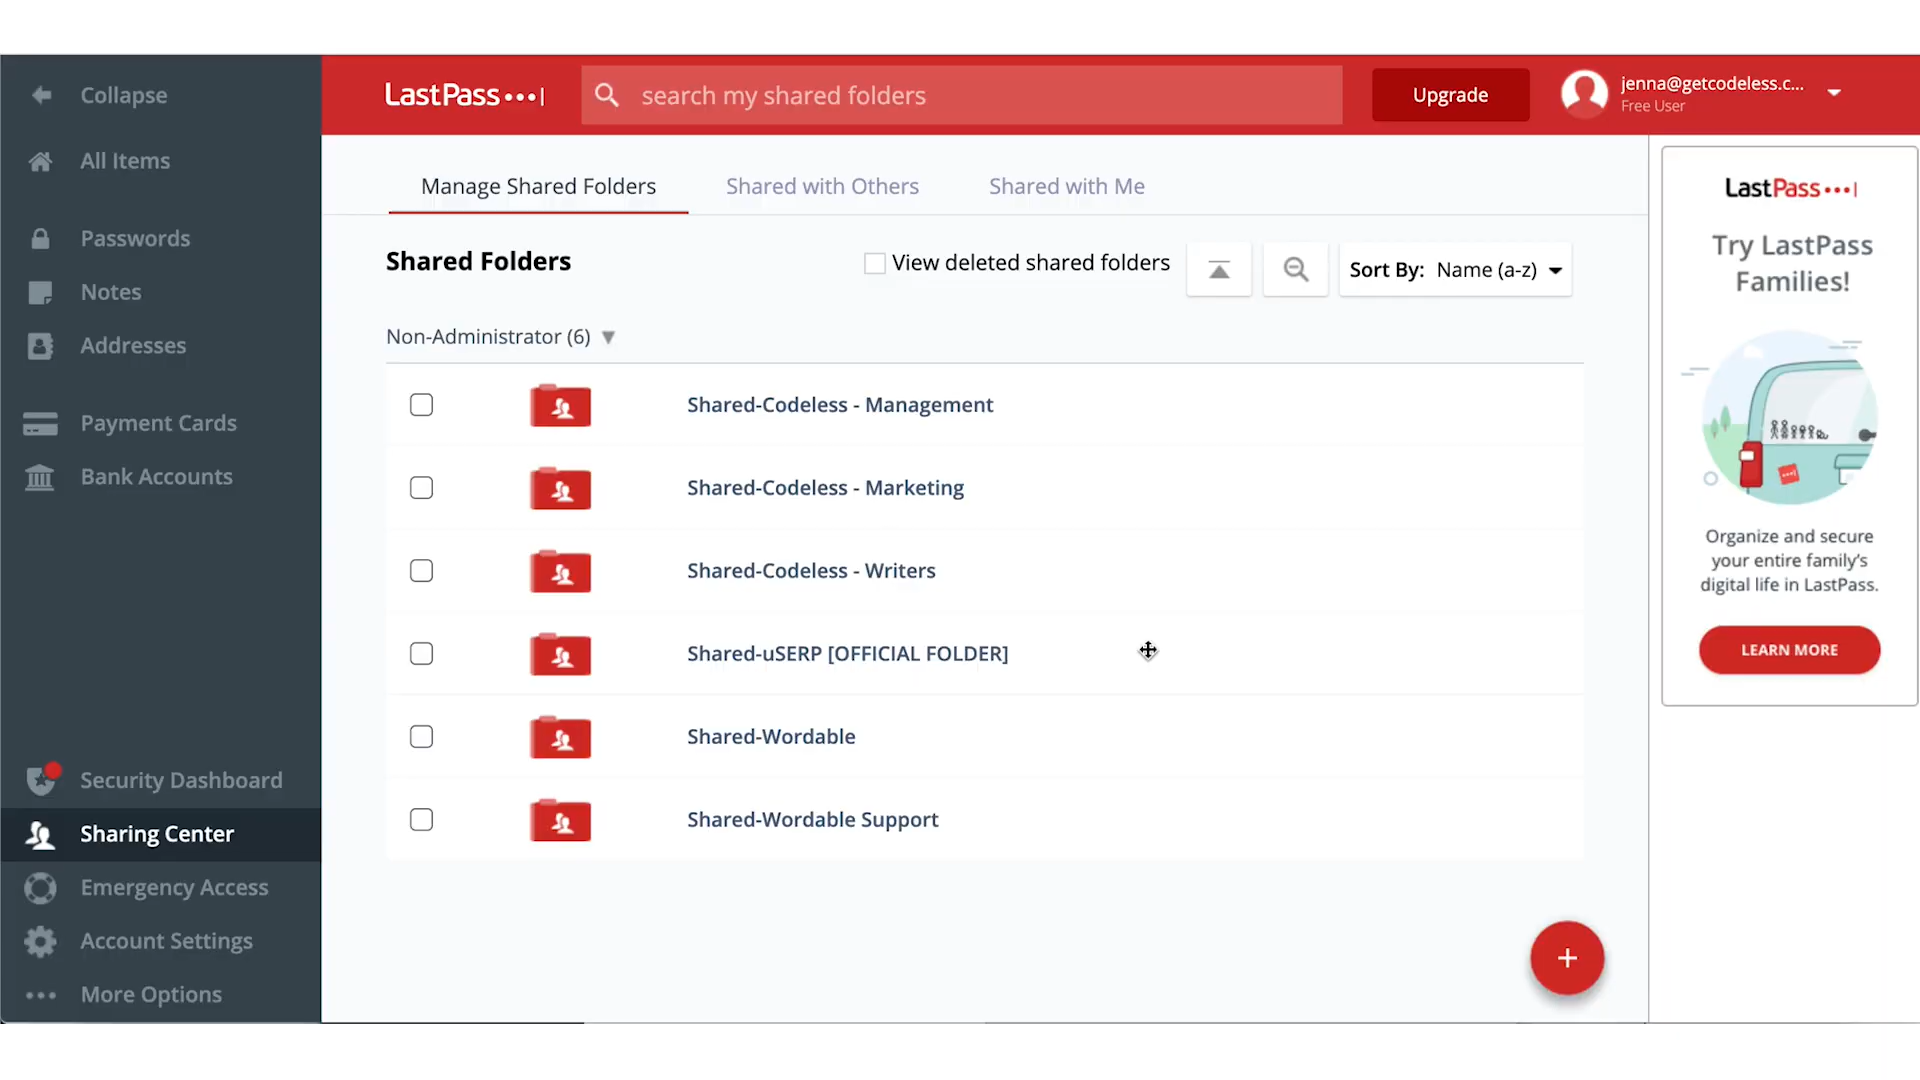 Collapse
All Items
Passwords
Notes
Addresses
Payment Cards
Bank Accounts
Security Dashboard
Sharing Center
Emergency Access
Account Settings
More Options
LastPass
search my shared folders
Upgrade
jenna@getcodeless.c...
Free User
Manage Shared Folders
Shared with Others
Shared with Me
Shared Folders
View deleted shared folders
Sort By: Name (a-z)
Non-Administrator (6)
Shared-Codeless - Management
Shared-Codeless - Marketing
Shared-Codeless - Writers
Shared-uSERP [OFFICIAL FOLDER]
Shared-Wordable
Shared-Wordable Support
+
LastPass
Try LastPass
Families!
Organize and secure
your entire family's
digital life in LastPass.
LEARN MORE